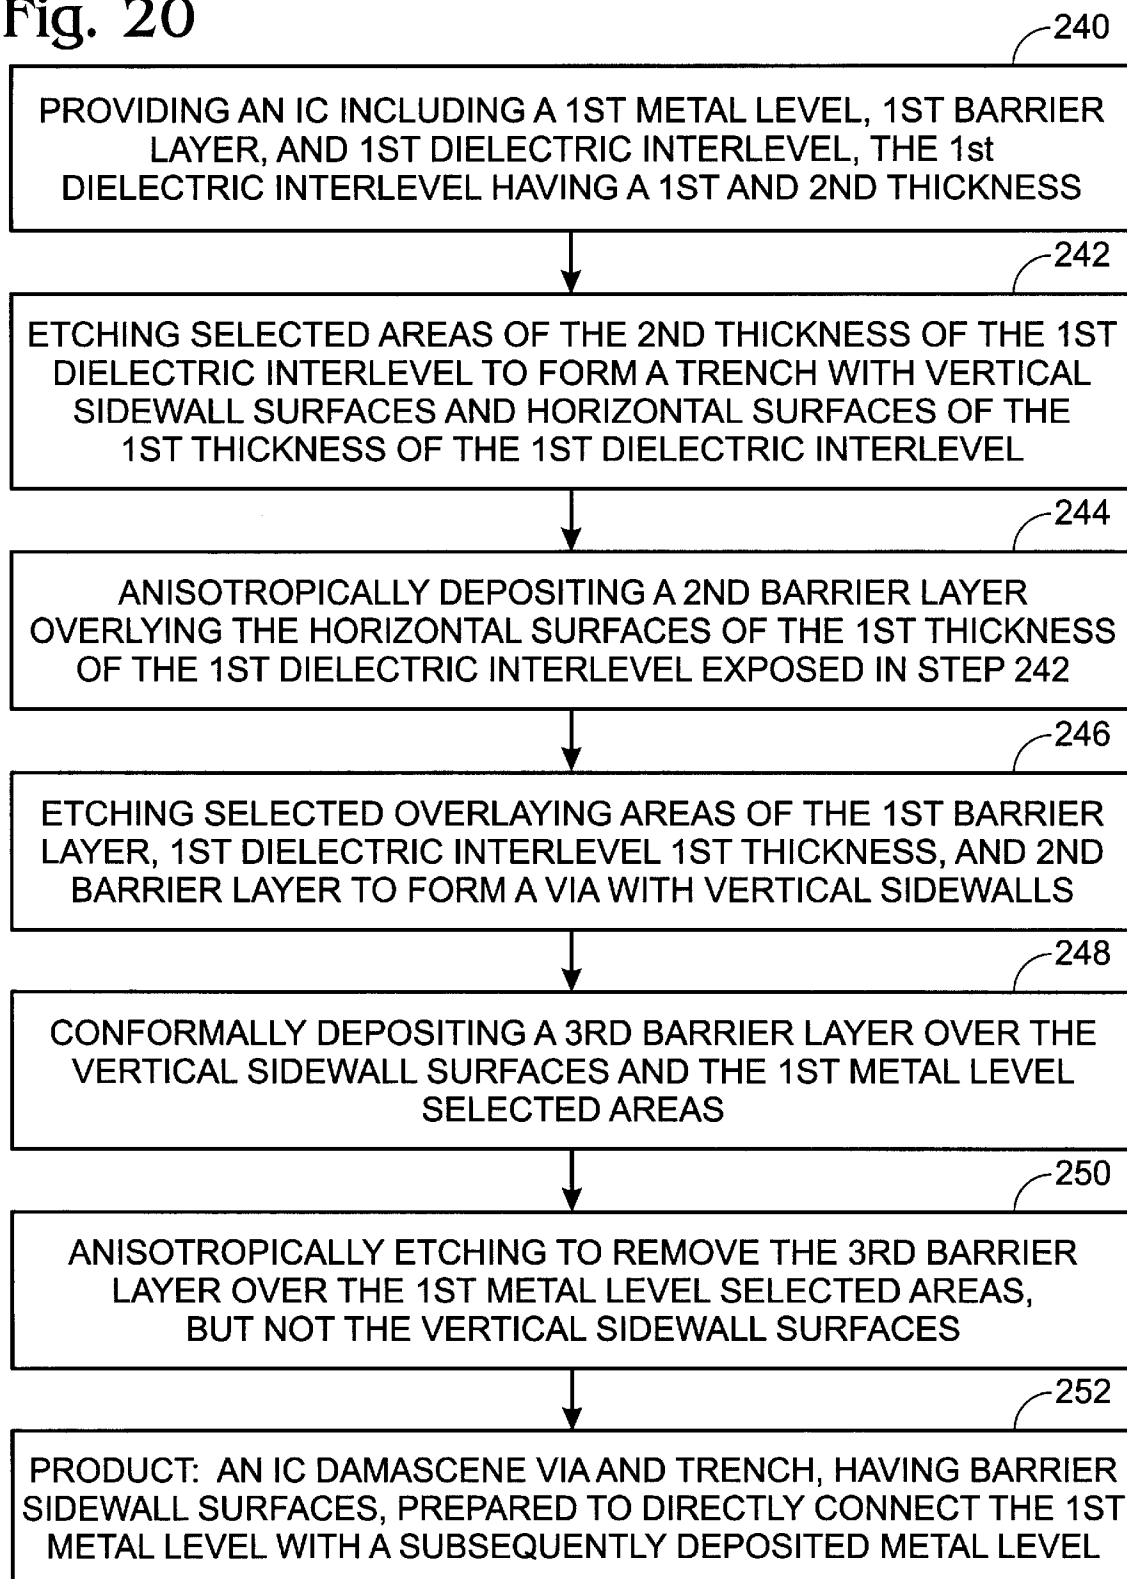 Fig. 20
240
PROVIDING AN IC INCLUDING A 1ST METAL LEVEL, 1ST BARRIER
LAYER, AND 1ST DIELECTRIC INTERLEVEL, THE 1st
DIELECTRIC INTERLEVEL HAVING A 1ST AND 2ND THICKNESS
242
ETCHING SELECTED AREAS OF THE 2ND THICKNESS OF THE 1ST
DIELECTRIC INTERLEVEL TO FORM A TRENCH WITH VERTICAL
SIDEWALL SURFACES AND HORIZONTAL SURFACES OF THE
1ST THICKNESS OF THE 1ST DIELECTRIC INTERLEVEL
244
ANISOTROPICALLY DEPOSITING A 2ND BARRIER LAYER
OVERLYING THE HORIZONTAL SURFACES OF THE 1ST THICKNESS
OF THE 1ST DIELECTRIC INTERLEVEL EXPOSED IN STEP 242
246
ETCHING SELECTED OVERLAYING AREAS OF THE 1ST BARRIER
LAYER, 1ST DIELECTRIC INTERLEVEL 1ST THICKNESS, AND 2ND
BARRIER LAYER TO FORM A VIA WITH VERTICAL SIDEWALLS
248
CONFORMALLY DEPOSITING A 3RD BARRIER LAYER OVER THE
VERTICAL SIDEWALL SURFACES AND THE 1ST METAL LEVEL
SELECTED AREAS
250
ANISOTROPICALLY ETCHING TO REMOVE THE 3RD BARRIER
LAYER OVER THE 1ST METAL LEVEL SELECTED AREAS,
BUT NOT THE VERTICAL SIDEWALL SURFACES
252
PRODUCT: AN IC DAMASCENE VIA AND TRENCH, HAVING BARRIER
SIDEWALL SURFACES, PREPARED TO DIRECTLY CONNECT THE 1ST
METAL LEVEL WITH A SUBSEQUENTLY DEPOSITED METAL LEVEL